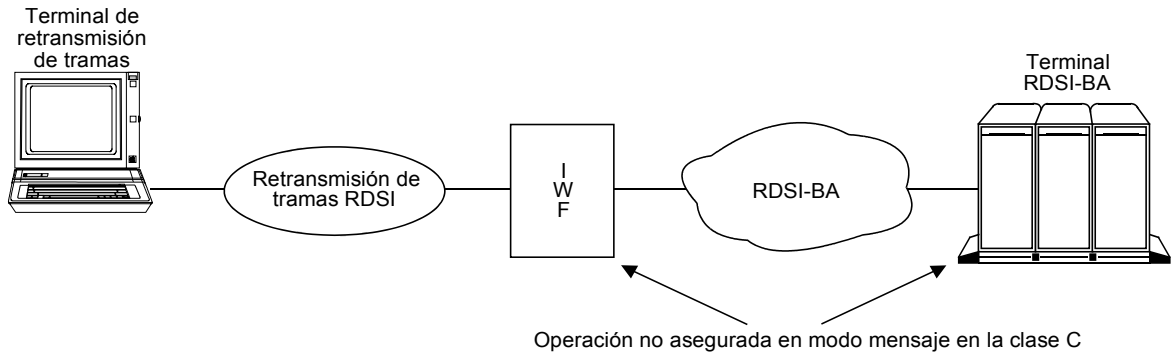 Terminal de
retransmisión
de tramas
Terminal
RDSI-BA
Retransmisión de
tramas RDSI
I
W
F
RDSI-BA
Operación no asegurada en modo mensaje en la clase C